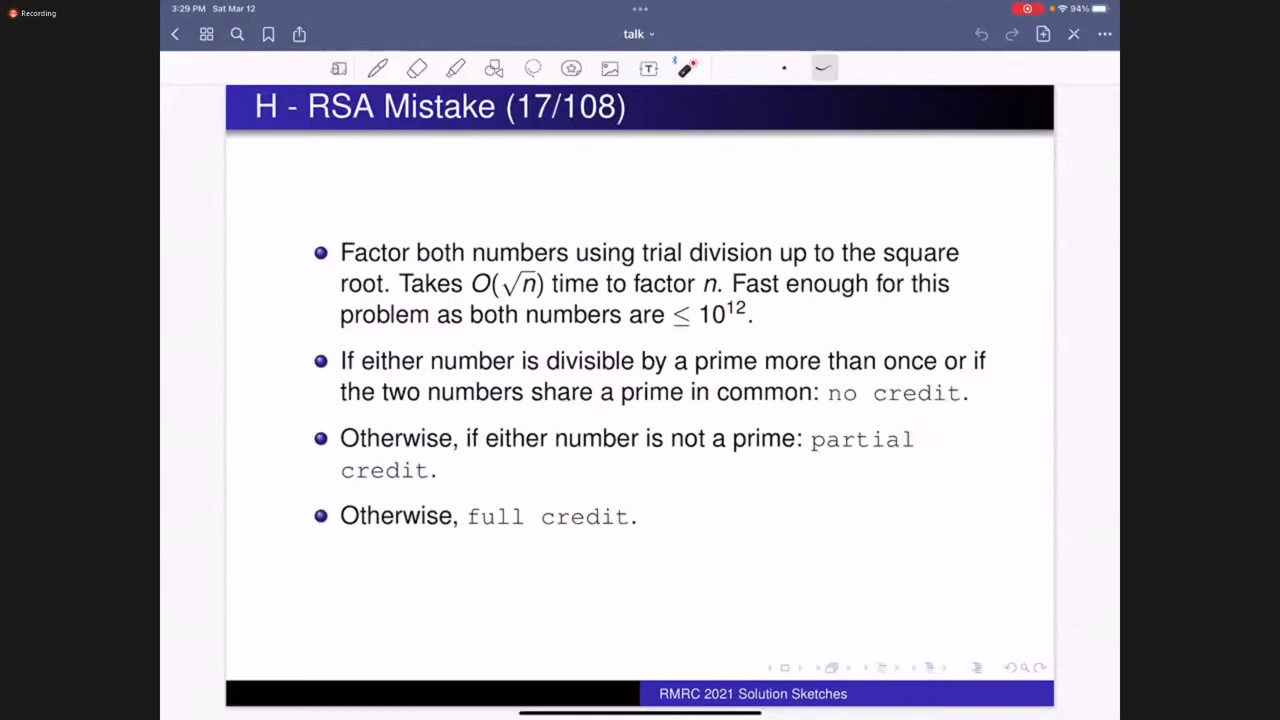 Recording
3:29 PM Sat Mar 12
94%
talk
T
H - RSA Mistake (17/108)
Factor both numbers using trial division up to the square
root. Takes O(√n) time to factor n. Fast enough for this
problem as both numbers are ≤ 10¹².
If either number is divisible by a prime more than once or if
the two numbers share a prime in common: no credit.
Otherwise, if either number is not a prime: partial
credit.
Otherwise, full credit.
RMRC 2021 Solution Sketches